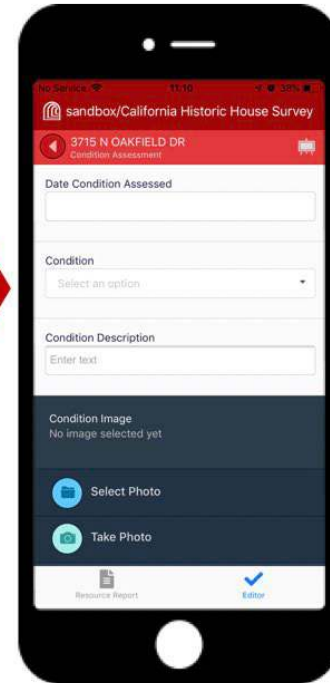 No Service 11:10 38%
sandbox/California Historic House Survey
3715 N OAKFIELD DR
Condition Assessment
Date Condition Assessed
Condition
Select an option
Condition Description
Enter text
Condition Image
No image selected yet
Select Photo
Take Photo
Resource Report Editor